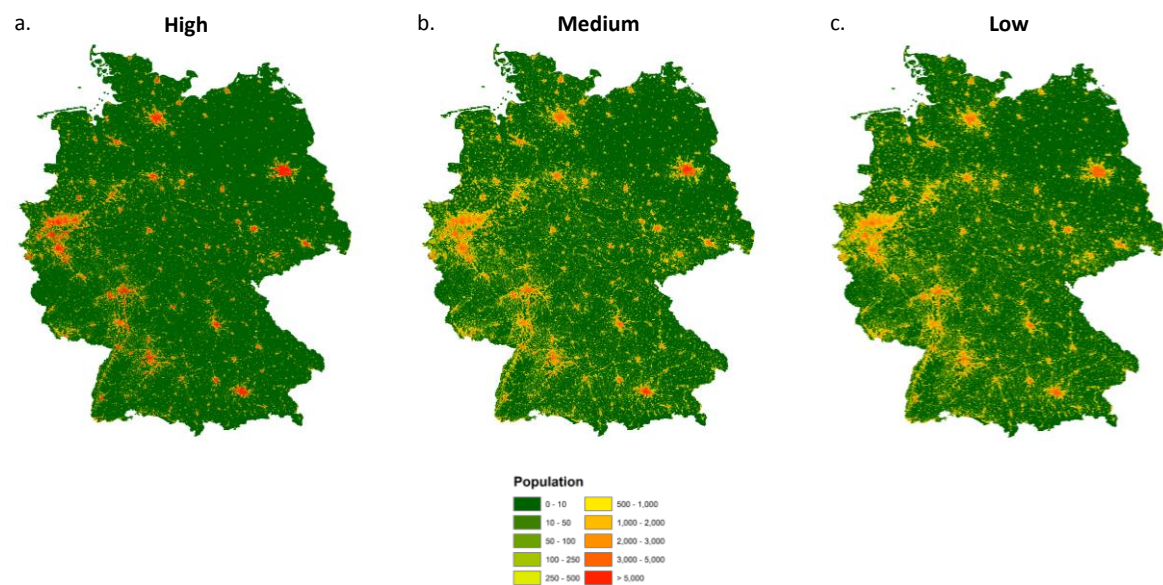 a. High b. Medium c. Low
Population
0 - 10 500 - 1,000
10 - 50 1,000 - 2,000
50 - 100 2,000 - 3,000
100 - 250 3,000 - 5,000
250 - 500 > 5,000